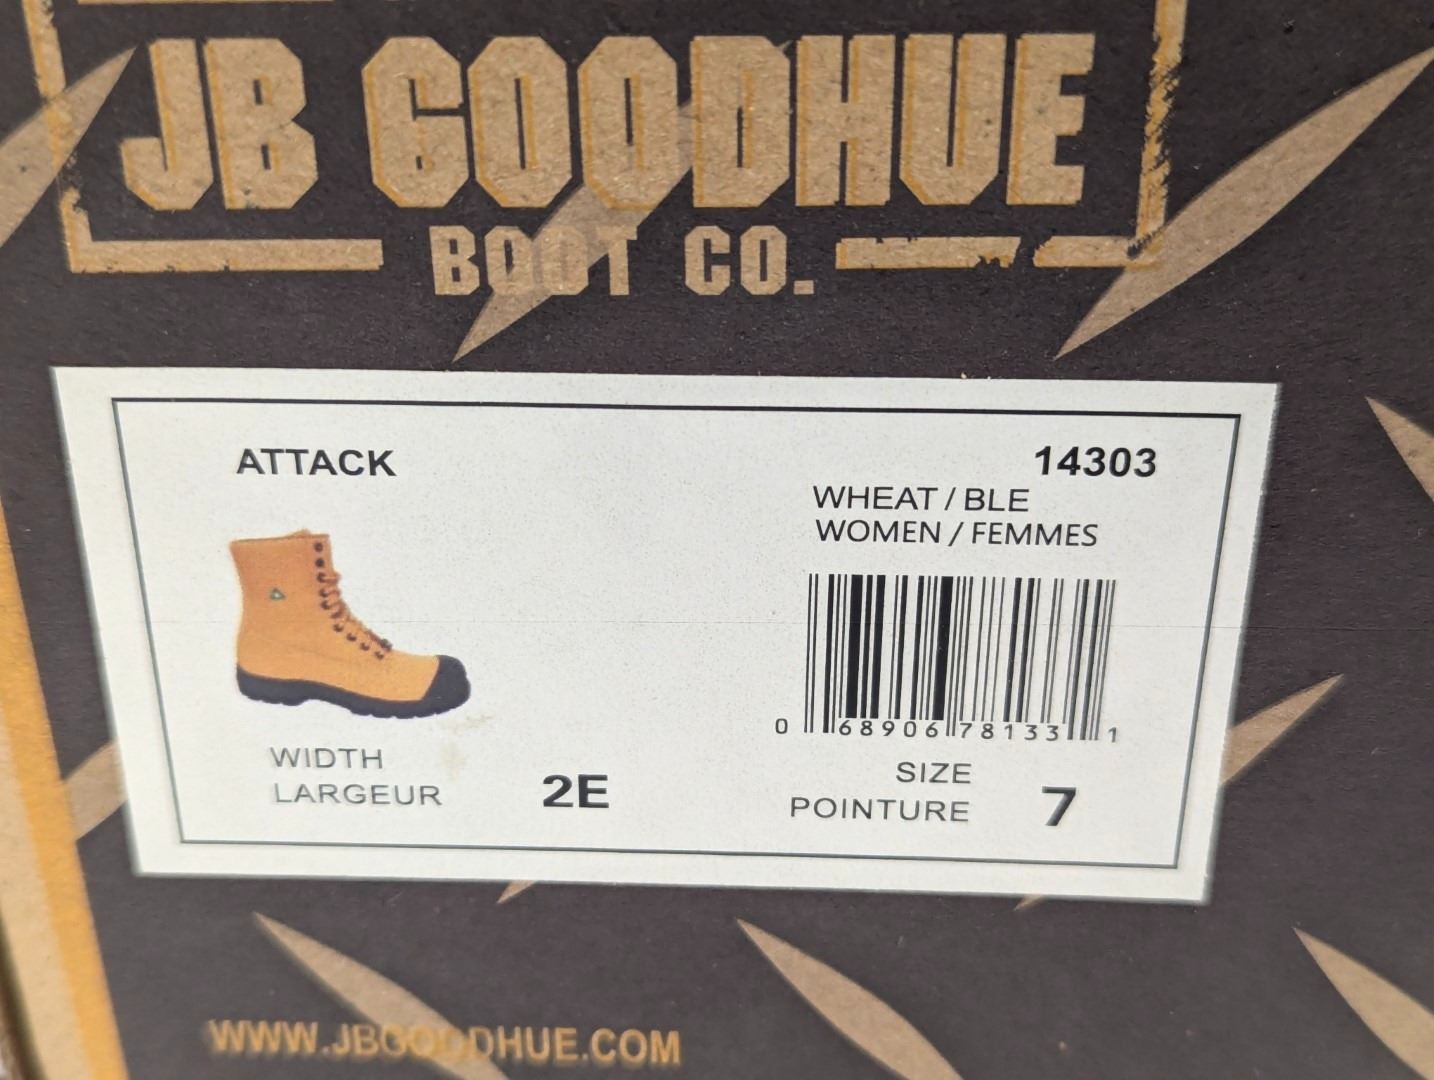 JB GOODHUE
BOOT CO.
ATTACK
14303
WHEAT / BLE
WOMEN / FEMMES
0 68906 78133 1
WIDTH
LARGEUR
2E
SIZE
POINTURE
7
WWW.JBGOODHUE.COM